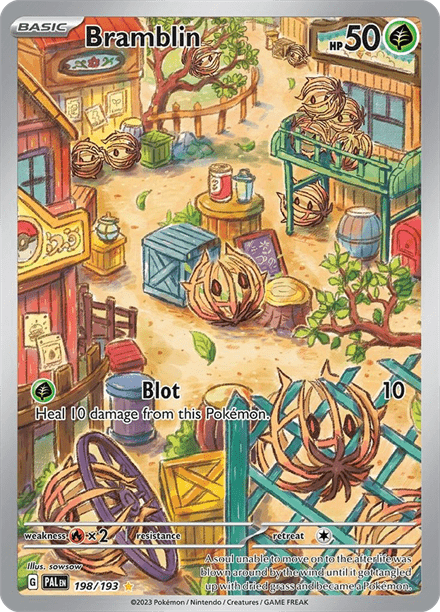 BASIC
Bramblin
HP 50
Blot 10
Heal 10 damage from this Pokémon.
weakness ×2 resistance retreat
Illus. sowsow
G PAL EN 198/193
A soul unable to move on to the afterlife was
blown around by the wind until it got tangled
up with dried grass and became a Pokémon.
©2023 Pokémon / Nintendo / Creatures / GAME FREAK